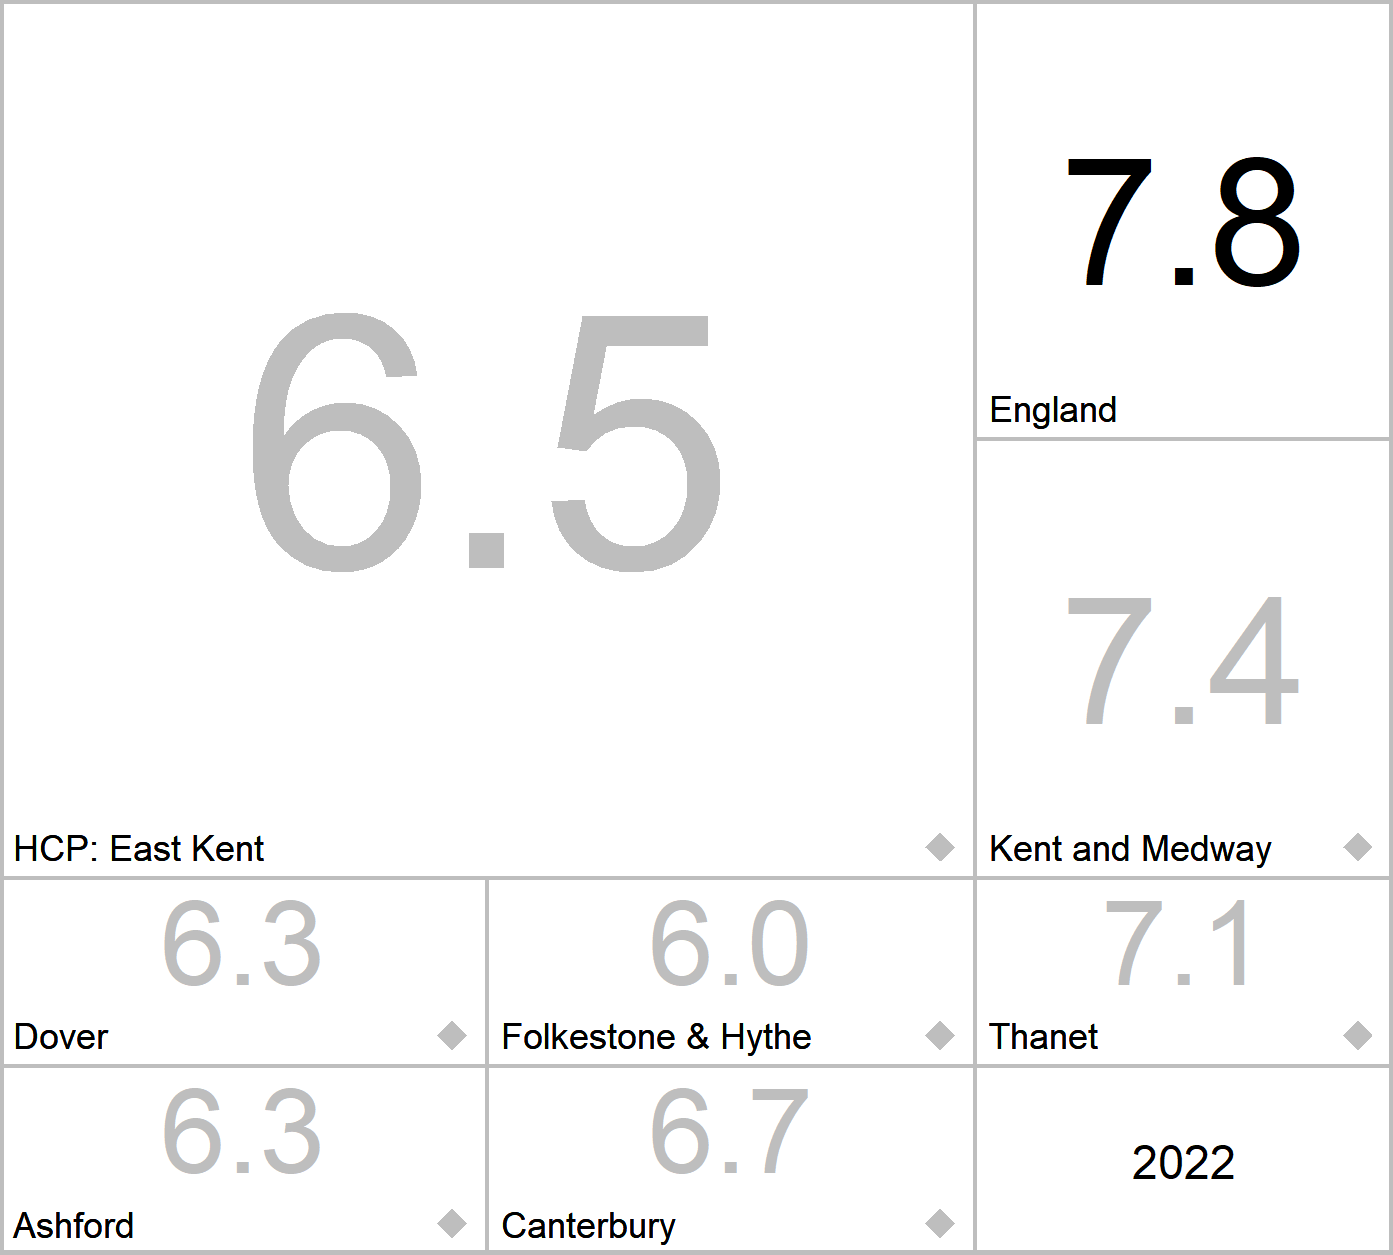 6.5
HCP: East Kent
7.8
England
7.4
Kent and Medway
6.3
Dover
6.0
Folkestone & Hythe
7.1
Thanet
6.3
Ashford
6.7
Canterbury
2022